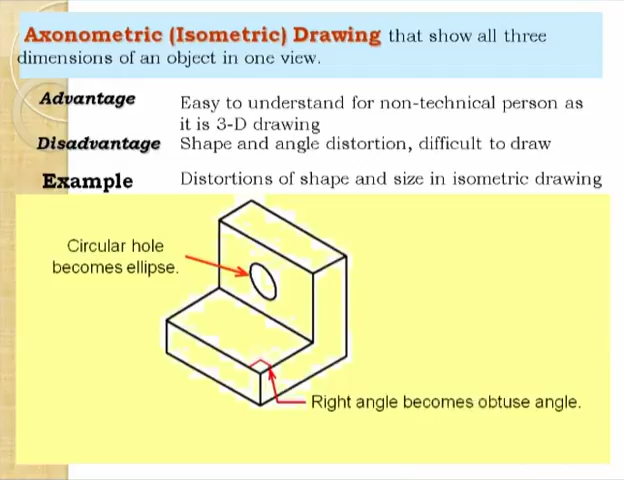 Axonometric (Isometric) Drawing that show all three
dimensions of an object in one view.
Advantage
Easy to understand for non-technical person as
it is 3-D drawing
Disadvantage
Shape and angle distortion, difficult to draw
Example
Distortions of shape and size in isometric drawing
Circular hole
becomes ellipse.
Right angle becomes obtuse angle.